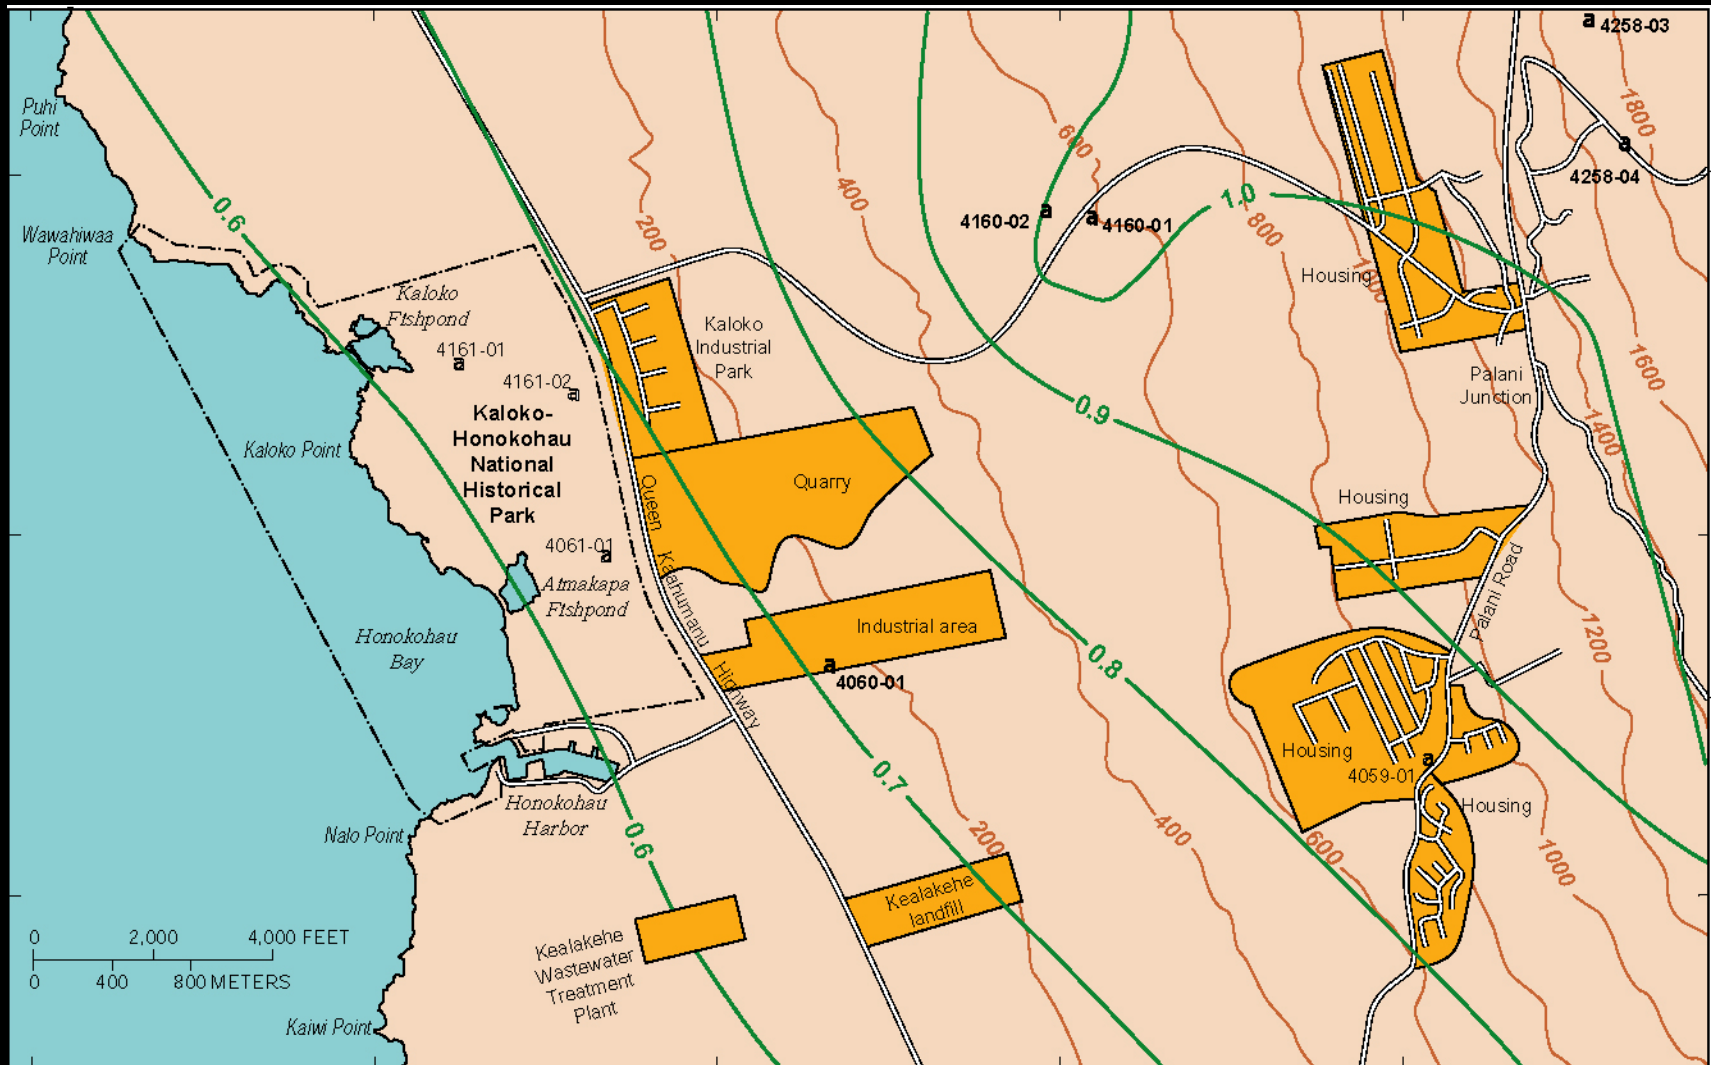 4258-03
1800
Puhi
Point
600
4258-04
400
1.0
0.6
4160-02
4160-01
200
800
Wawahiwaa
Point
1000
Housing
Kaloko
Fishpond
Kaloko
Industrial
Park
4161-01
1600
Palani
Junction
4161-02
0.9
Kaloko-
Honokohau
National
Historical
Park
1400
Kaloko Point
Quarry
Housing
Queen Kaahumanu Highway
4061-01
Aimakapa
Fishpond
Palani Road
Industrial area
1200
Honokohau
Bay
0.8
4060-01
Housing
4059-01
0.7
Housing
Honokohau
Harbor
Nalo Point
0.6
200
400
600
1000
Kealakehe
landfill
0 2,000 4,000 FEET
0 400 800 METERS
Kealakehe
Wastewater
Treatment
Plant
Kaiwi Point